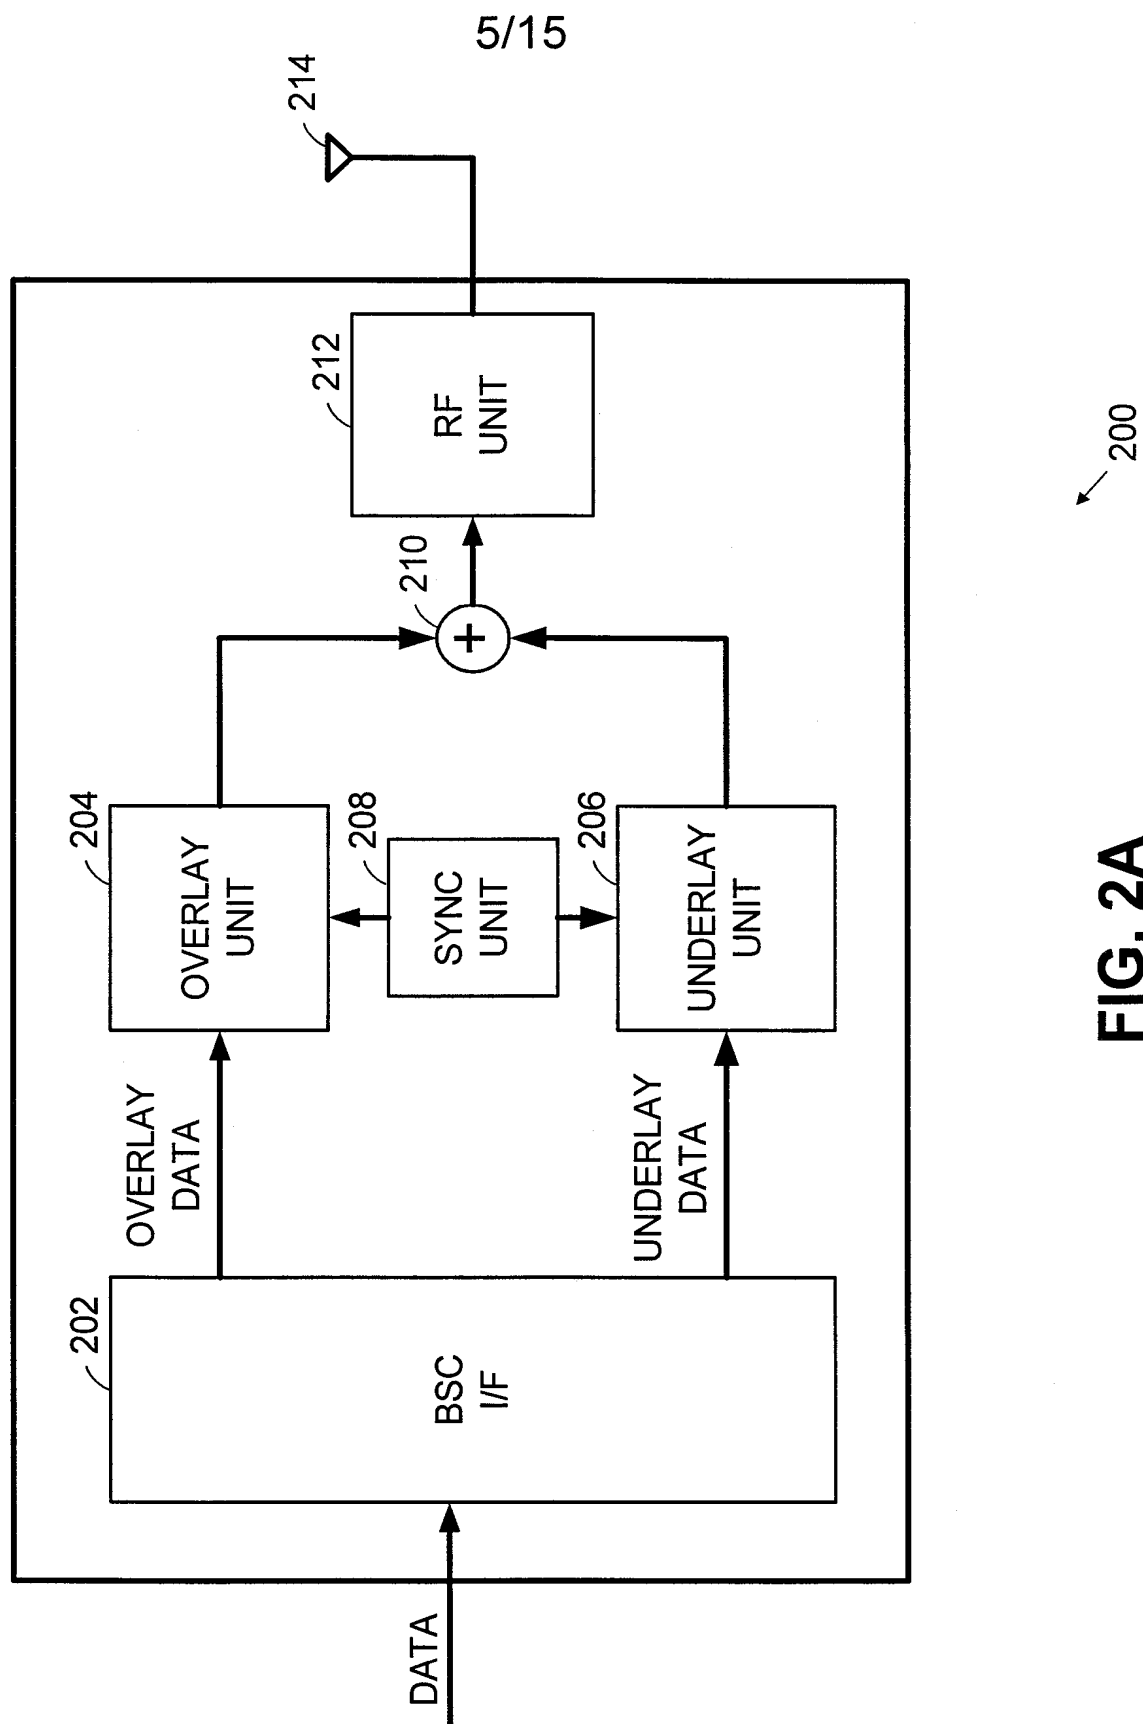 5/15
214
212
RF
UNIT
210
204
OVERLAY
UNIT
208
SYNC
UNIT
206
UNDERLAY
UNIT
OVERLAY
DATA
UNDERLAY
DATA
202
BSC
I/F
DATA
200
FIG. 2A